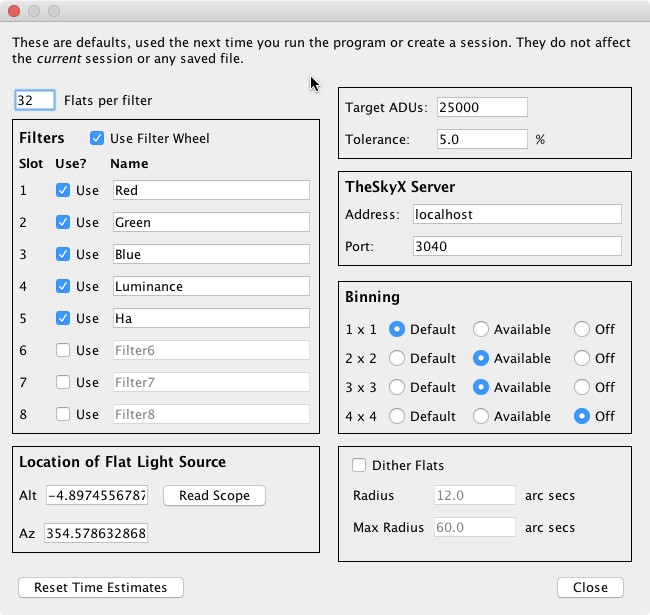 These are defaults, used the next time you run the program or create a session. They do not affect
the current session or any saved file.
32 Flats per filter
Filters Use Filter Wheel
Slot Use? Name
1 Use Red
2 Use Green
3 Use Blue
4 Use Luminance
5 Use Ha
6 Use Filter6
7 Use Filter7
8 Use Filter8
Location of Flat Light Source
Alt -4.8974556787 Read Scope
Az 354.578632868
Target ADUs: 25000
Tolerance: 5.0 %
TheSkyX Server
Address: localhost
Port: 3040
Binning
1 x 1 Default Available Off
2 x 2 Default Available Off
3 x 3 Default Available Off
4 x 4 Default Available Off
Dither Flats
Radius 12.0 arc secs
Max Radius 60.0 arc secs
Reset Time Estimates Close